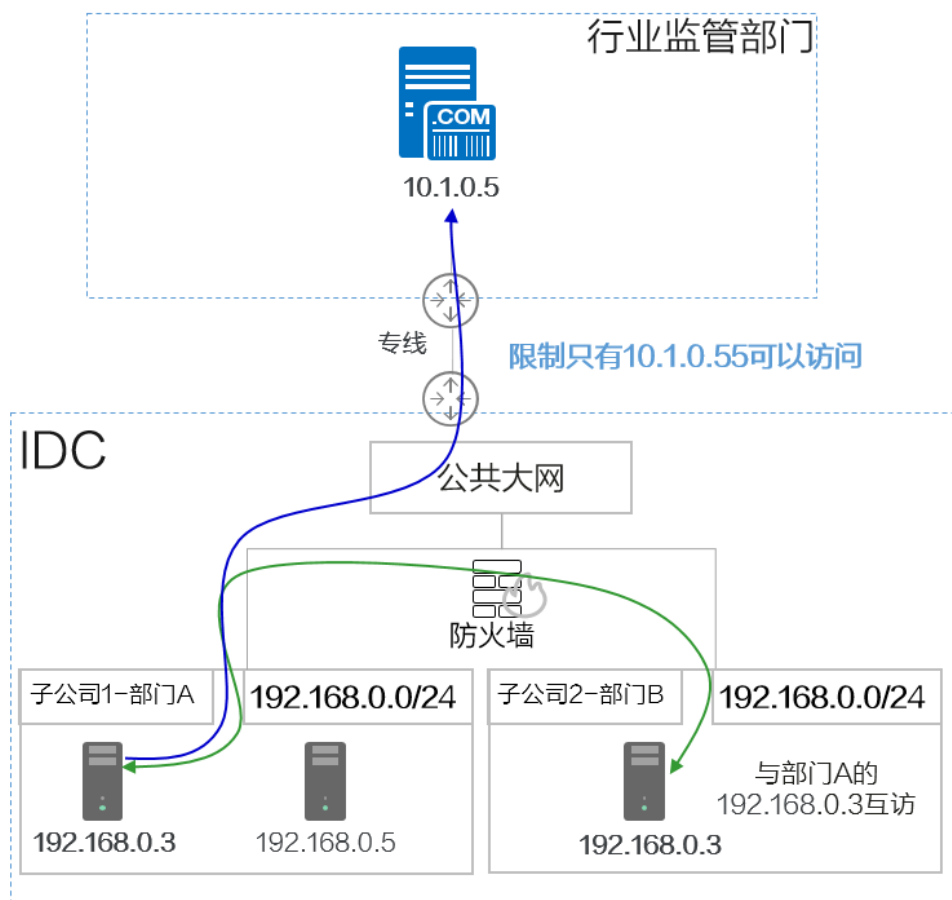 行业监管部门
.COM
10.1.0.5
专线
限制只有10.1.0.55可以访问
IDC
公共大网
防火墙
子公司1-部门A
192.168.0.0/24
子公司2-部门B
192.168.0.0/24
192.168.0.3
192.168.0.5
192.168.0.3
与部门A的
192.168.0.3互访